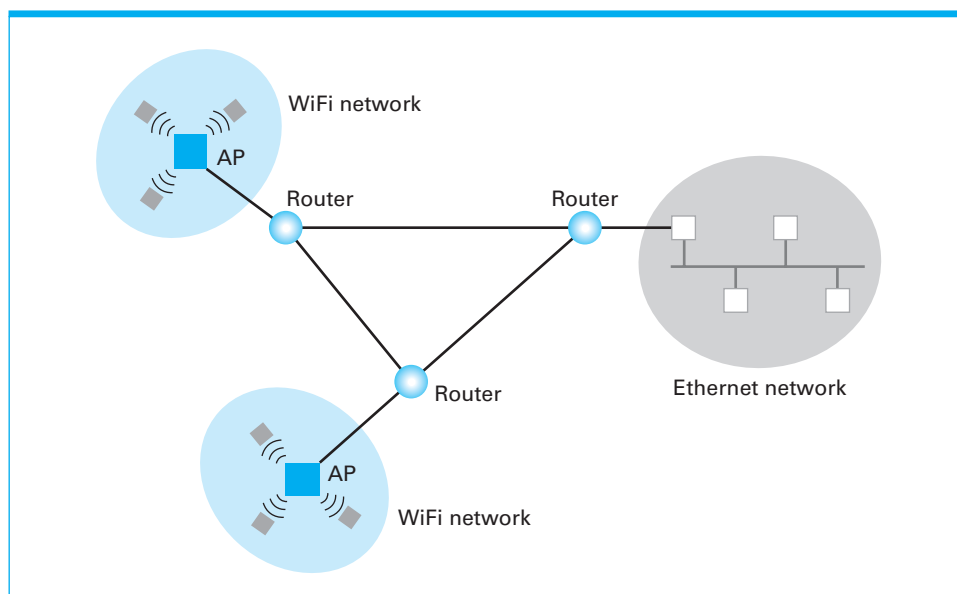 WiFi network
AP
Router
Router
Ethernet network
Router
AP
WiFi network